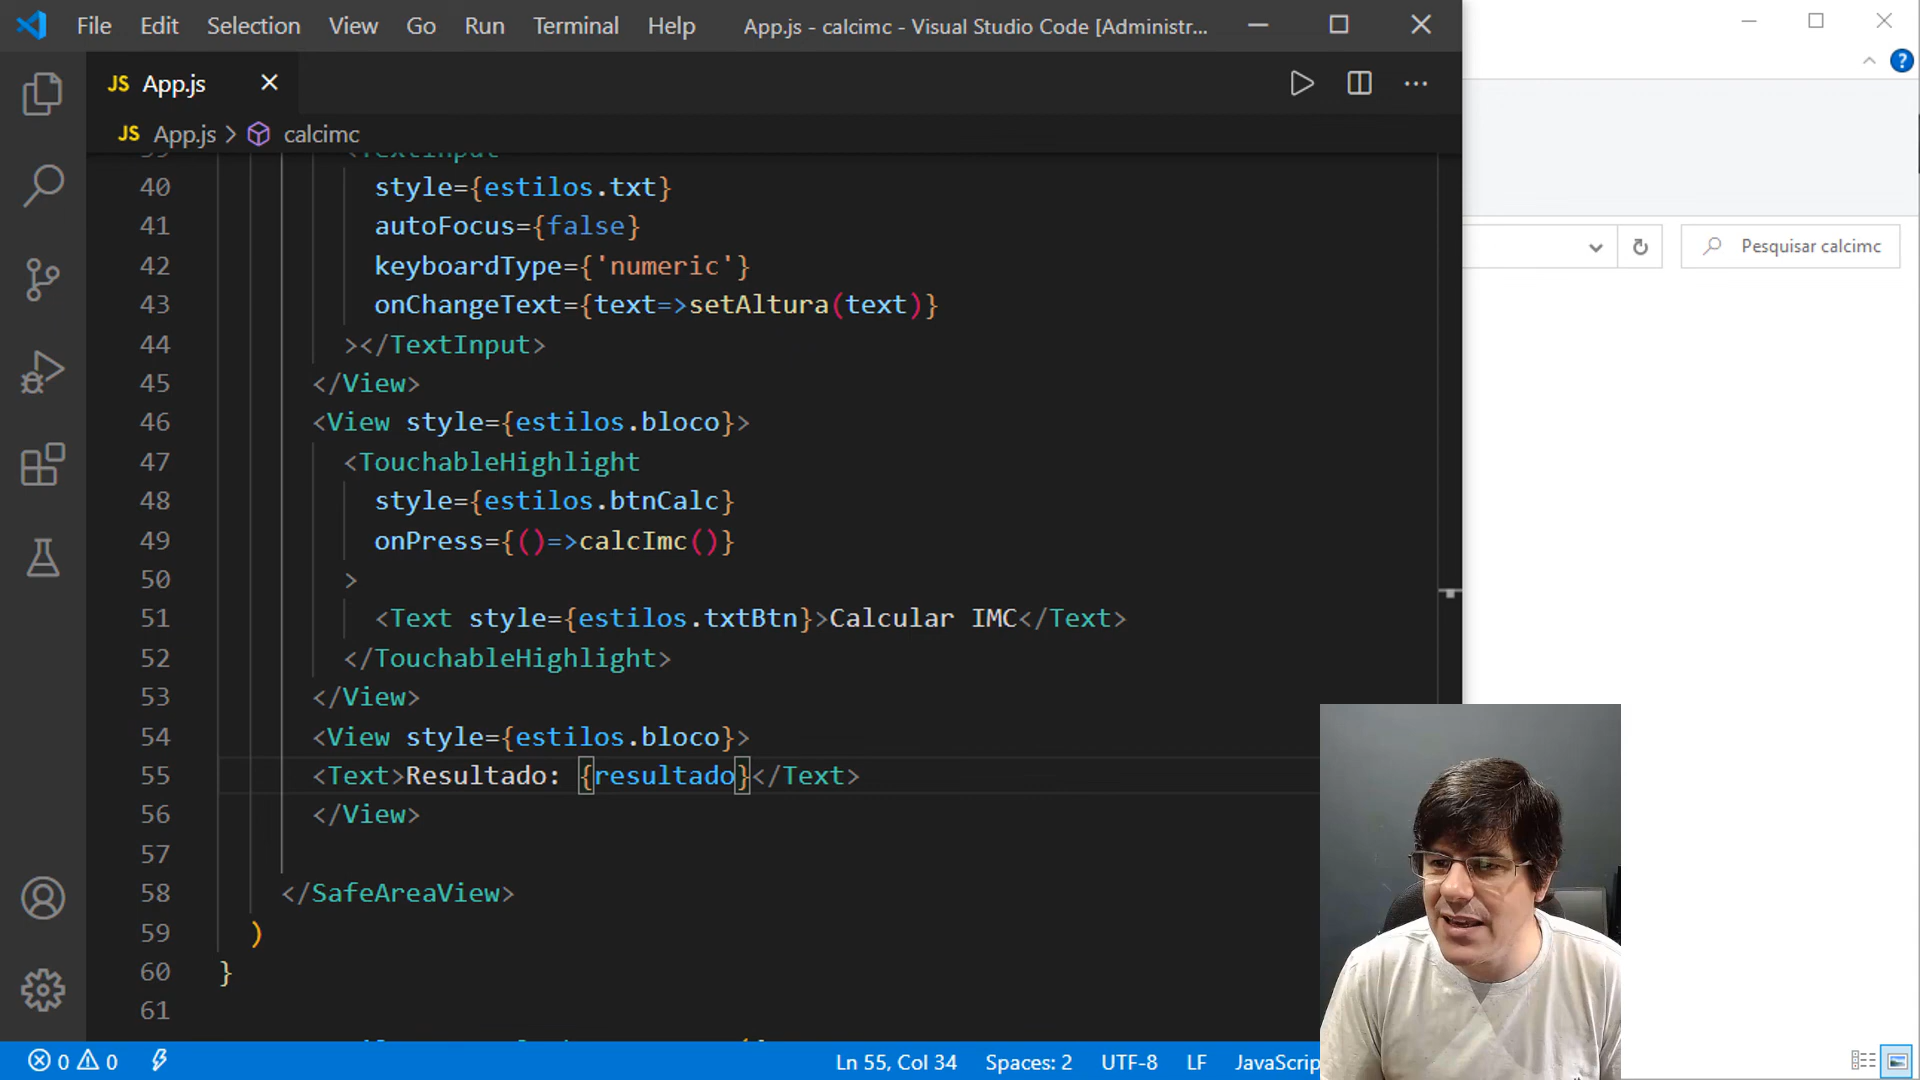 File Edit Selection View Go Run Terminal Help App.js - calcimc - Visual Studio Code [Administr...
JS App.js
JS App.js > calcimc
39 <TextInput
40 style={estilos.txt}
41 autoFocus={false}
42 keyboardType={'numeric'}
43 onChangeText={text=>setAltura(text)}
44 ></TextInput>
45 </View>
46 <View style={estilos.bloco}>
47 <TouchableHighlight
48 style={estilos.btnCalc}
49 onPress={()=>calcImc()}
50 >
51 <Text style={estilos.txtBtn}>Calcular IMC</Text>
52 </TouchableHighlight>
53 </View>
54 <View style={estilos.bloco}>
55 <Text>Resultado: {resultado}</Text>
56 </View>
57
58 </SafeAreaView>
59 )
60 }
61
0 0 Ln 55, Col 34 Spaces: 2 UTF-8 LF JavaScrip
?
Pesquisar calcimc